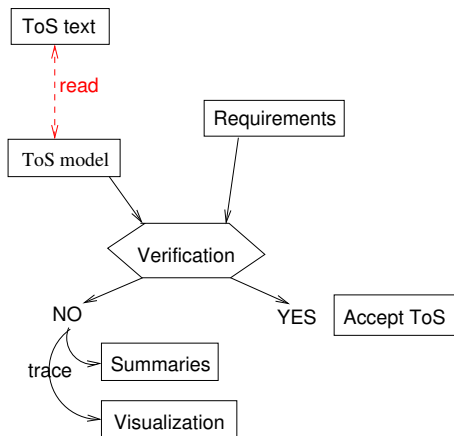 ToS text
read
Requirements
ToS model
Verification
NO
YES
Accept ToS
Summaries
trace
Visualization